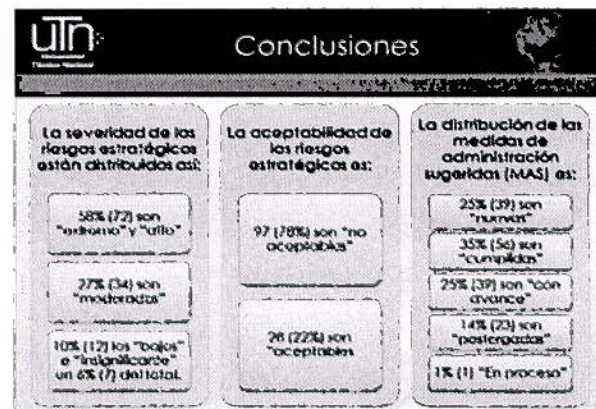 utn
Conclusiones
La severidad de los
riesgos estratégicos
están distribuidos así:
58% (72) son
"extremo" y "alto"
27% (34) son
"moderados"
10% (12) los "bajos"
e "insignificante"
un 6% (7) del total.
La aceptabilidad de
los riesgos
estratégicos es:
97 (78%) son "no
aceptables"
28 (22%) son
"aceptables
La distribución de las
medidas de
administración
sugeridas (MAS) es:
25% (39) son
"nuevas"
35% (56) son
"cumplidas"
25% (39) son "con
avance"
14% (23) son
"postergadas"
1% (1) "En proceso"